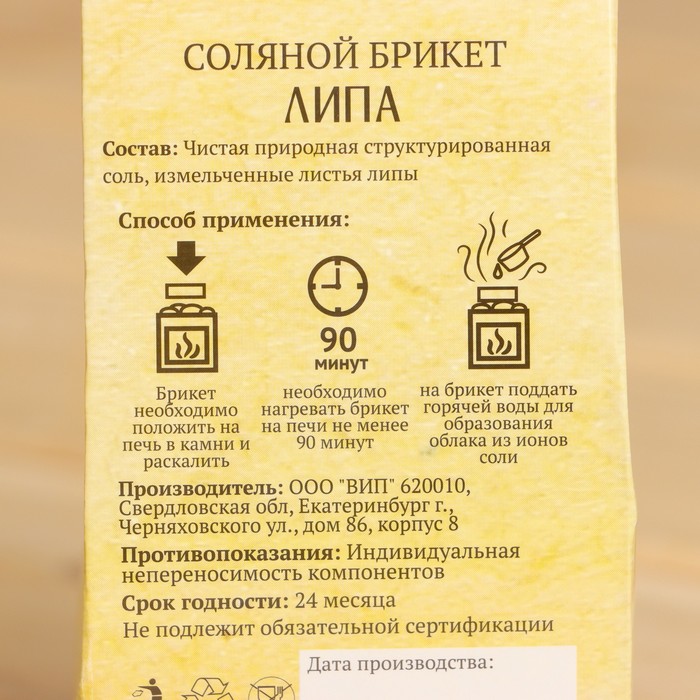 СОЛЯНОЙ БРИКЕТ
ЛИПА
Состав: Чистая природная структурированная
соль, измельченные листья липы
Способ применения:
90
минут
Брикет
необходимо
положить на
печь в камни и
раскалить
необходимо
нагревать брикет
на печи не менее
90 минут
на брикет поддать
горячей воды для
образования
облака из ионов
соли
Производитель: ООО "ВИП" 620010,
Свердловская обл, Екатеринбург г.,
Черняховского ул., дом 86, корпус 8
Противопоказания: Индивидуальная
непереносимость компонентов
Срок годности: 24 месяца
Не подлежит обязательной сертификации
Дата производства: